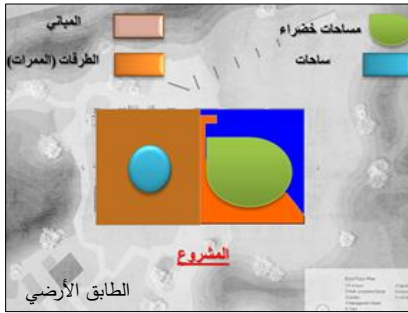 مساحات خضراء
المباني
ساحات
الطرقات (الممرات)
المشروع
الطابق الأرضي